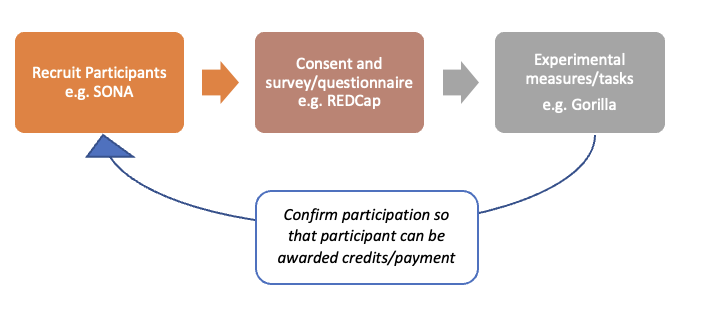 Recruit Participants
e.g. SONA
Consent and
survey/questionnaire
e.g. REDCap
Experimental
measures/tasks
e.g. Gorilla
Confirm participation so
that participant can be
awarded credits/payment